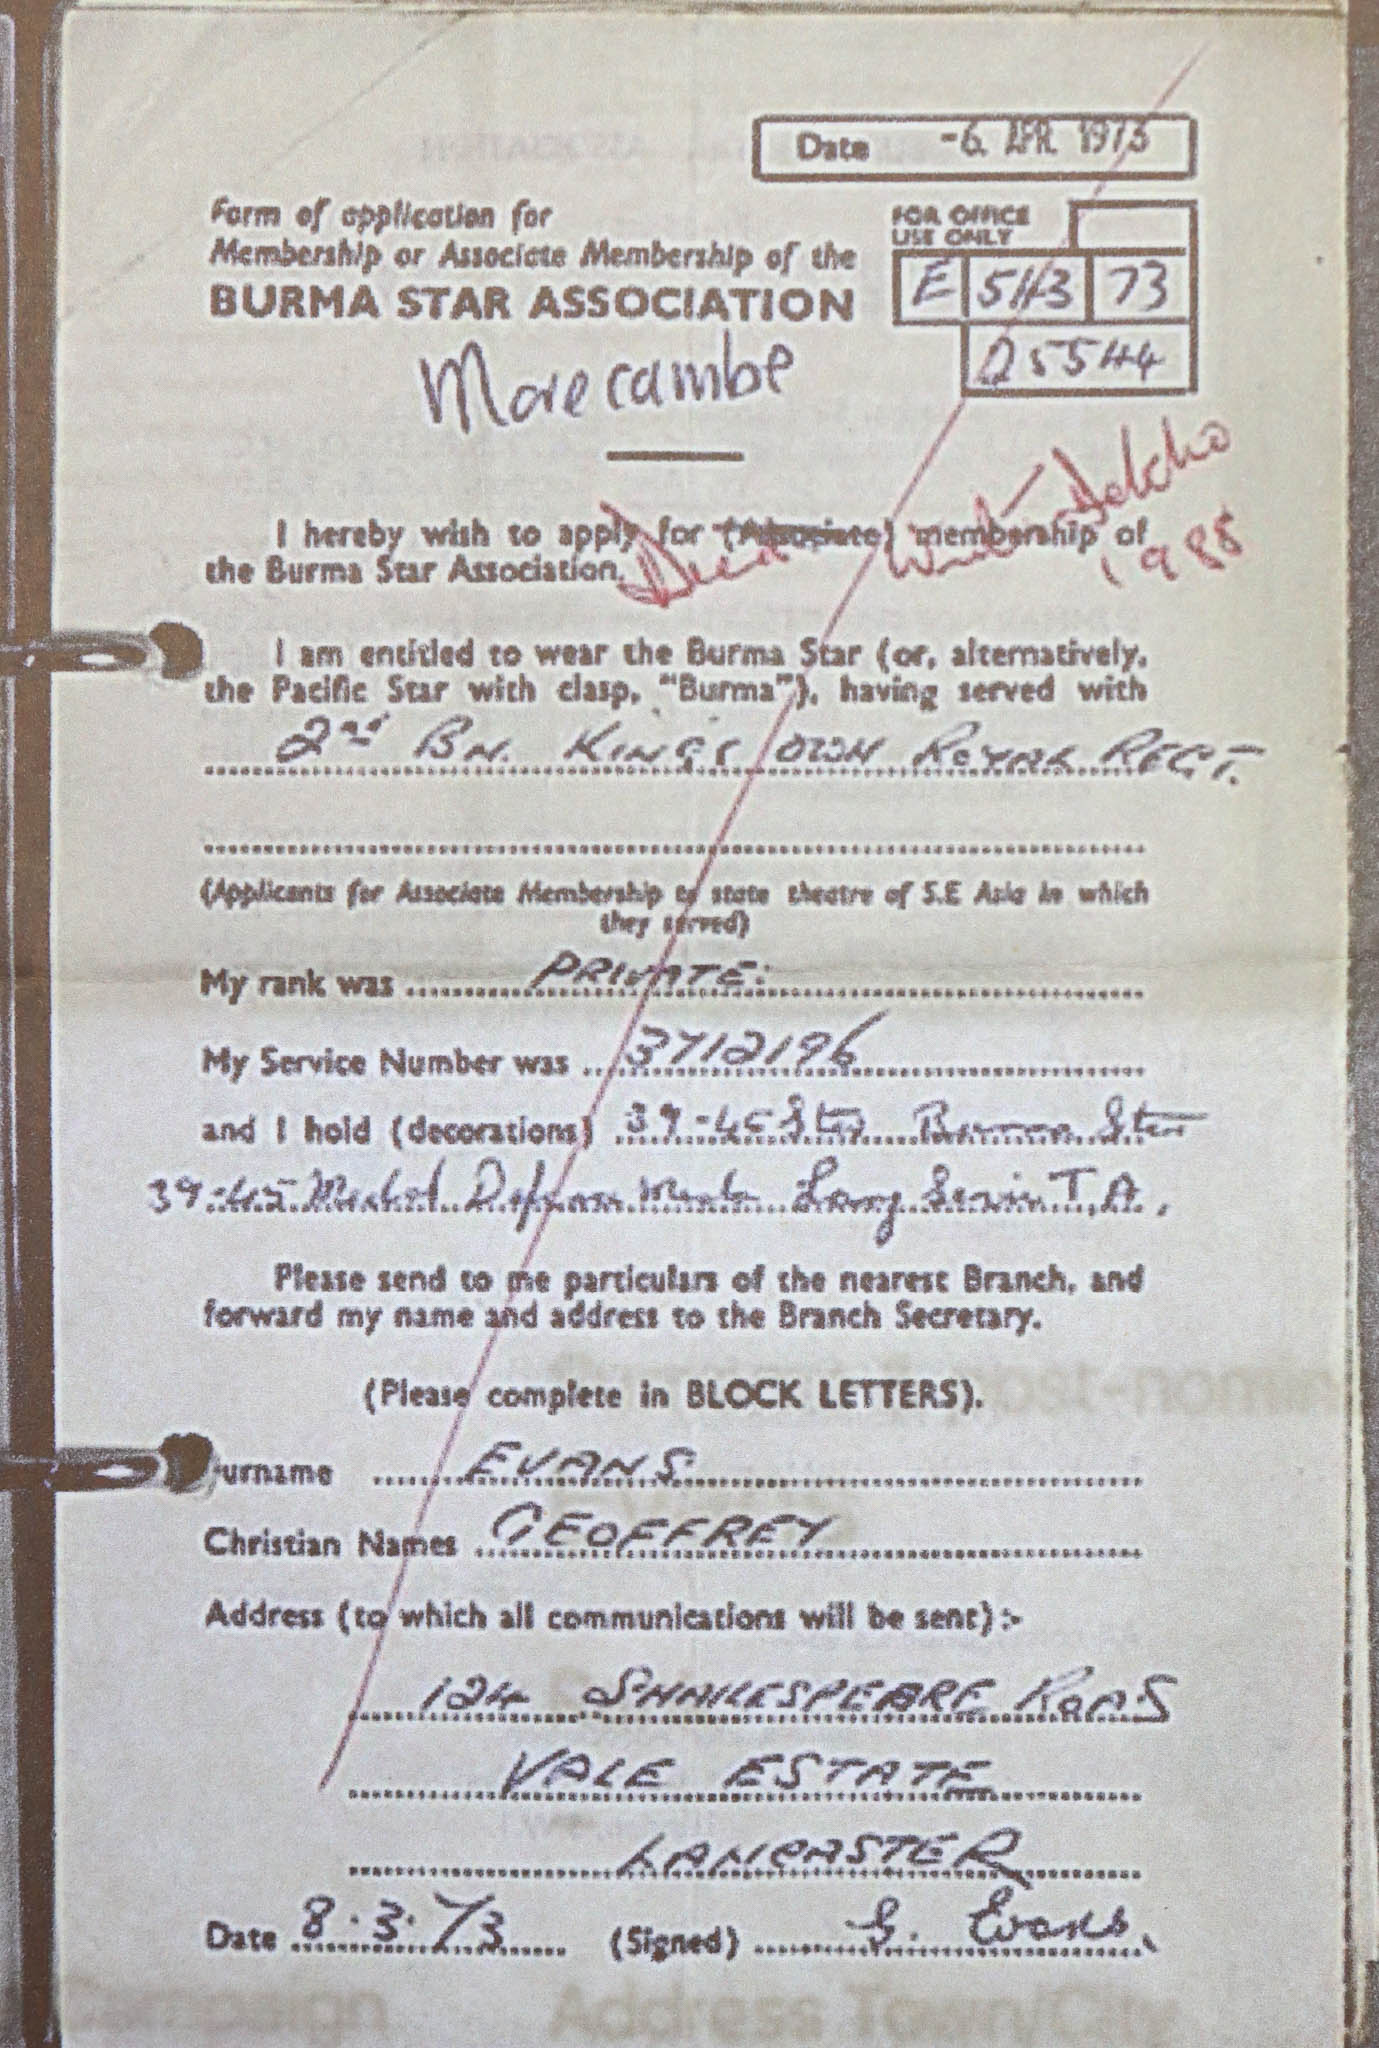 Date -6. APR. 1973
Form of application for
Membership or Associate Membership of the
BURMA STAR ASSOCIATION
FOR OFFICE
USE ONLY
E 543 73
Q5544
Morecambe
1988
I hereby wish to apply for (Associate) membership of
the Burma Star Association.
I am entitled to wear the Burma Star (or, alternatively,
the Pacific Star with clasp, "Burma"), having served with
2nd BN. KINGS OWN ROYAL REGT.
(Applicants for Associate Membership to state theatre of S.E Asia in which
they served)
My rank was PRIVATE.
My Service Number was 3712196
and I hold (decorations) 39-45 Star Burma Star
39-45 Medal Defence Medal Long Service T.A.
Please send to me particulars of the nearest Branch, and
forward my name and address to the Branch Secretary.
(Please complete in BLOCK LETTERS).
urname EVANS
Christian Names GEOFFREY
Address (to which all communications will be sent):-
124 SHAKESPEARE ROAD
VALE ESTATE
LANCASTER
Date 8.3.73 (Signed) G. Evans.
Campaign Address Town/City